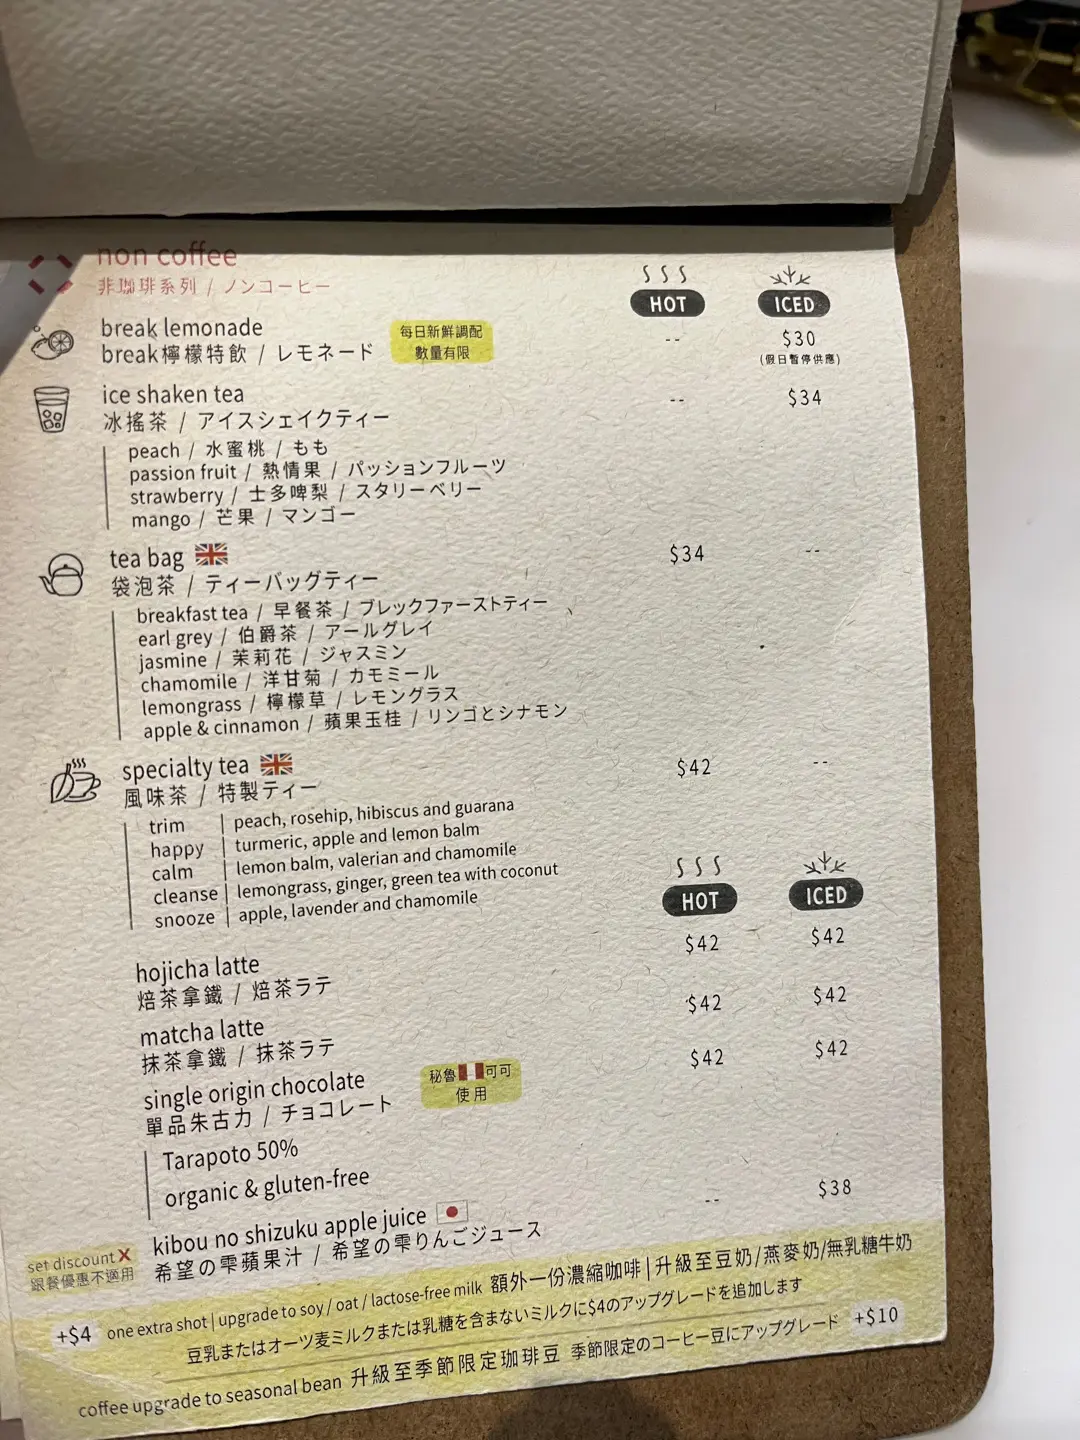 non coffee
非珈琲系列 / ノンコーヒー
HOT
ICED
break lemonade
break檸檬特飲 / レモネード
每日新鮮調配
數量有限
--
$30
(假日暫停供應)
ice shaken tea
冰搖茶 / アイスシェイクティー
--
$34
peach / 水蜜桃 / もも
passion fruit / 熱情果 / パッションフルーツ
strawberry / 士多啤梨 / スタリーベリー
mango / 芒果 / マンゴー
tea bag
袋泡茶 / ティーバッグティー
$34
--
breakfast tea / 早餐茶 / ブレックファーストティー
earl grey / 伯爵茶 / アールグレイ
jasmine / 茉莉花 / ジャスミン
chamomile / 洋甘菊 / カモミール
lemongrass / 檸檬草 / レモングラス
apple & cinnamon / 蘋果玉桂 / リンゴとシナモン
specialty tea
風味茶 / 特製ティー
$42
--
trim | peach, rosehip, hibiscus and guarana
happy | turmeric, apple and lemon balm
calm | lemon balm, valerian and chamomile
cleanse | lemongrass, ginger, green tea with coconut
snooze | apple, lavender and chamomile
HOT
ICED
hojicha latte
焙茶拿鐵 / 焙茶ラテ
$42
$42
matcha latte
抹茶拿鐵 / 抹茶ラテ
$42
$42
single origin chocolate
單品朱古力 / チョコレート
秘魯可可
使用
$42
$42
Tarapoto 50%
organic & gluten-free
kibou no shizuku apple juice
希望の雫蘋果汁 / 希望の雫りんごジュース
--
$38
set discount X
跟餐優惠不適用
+$4 one extra shot | upgrade to soy / oat / lactose-free milk 額外一份濃縮咖啡 | 升級至豆奶/燕麥奶/無乳糖牛奶
豆乳またはオーツ麦ミルクまたは乳糖を含まないミルクに$4のアップグレードを追加します
coffee upgrade to seasonal bean 升級至季節限定珈琲豆 季節限定のコーヒー豆にアップグレード +$10